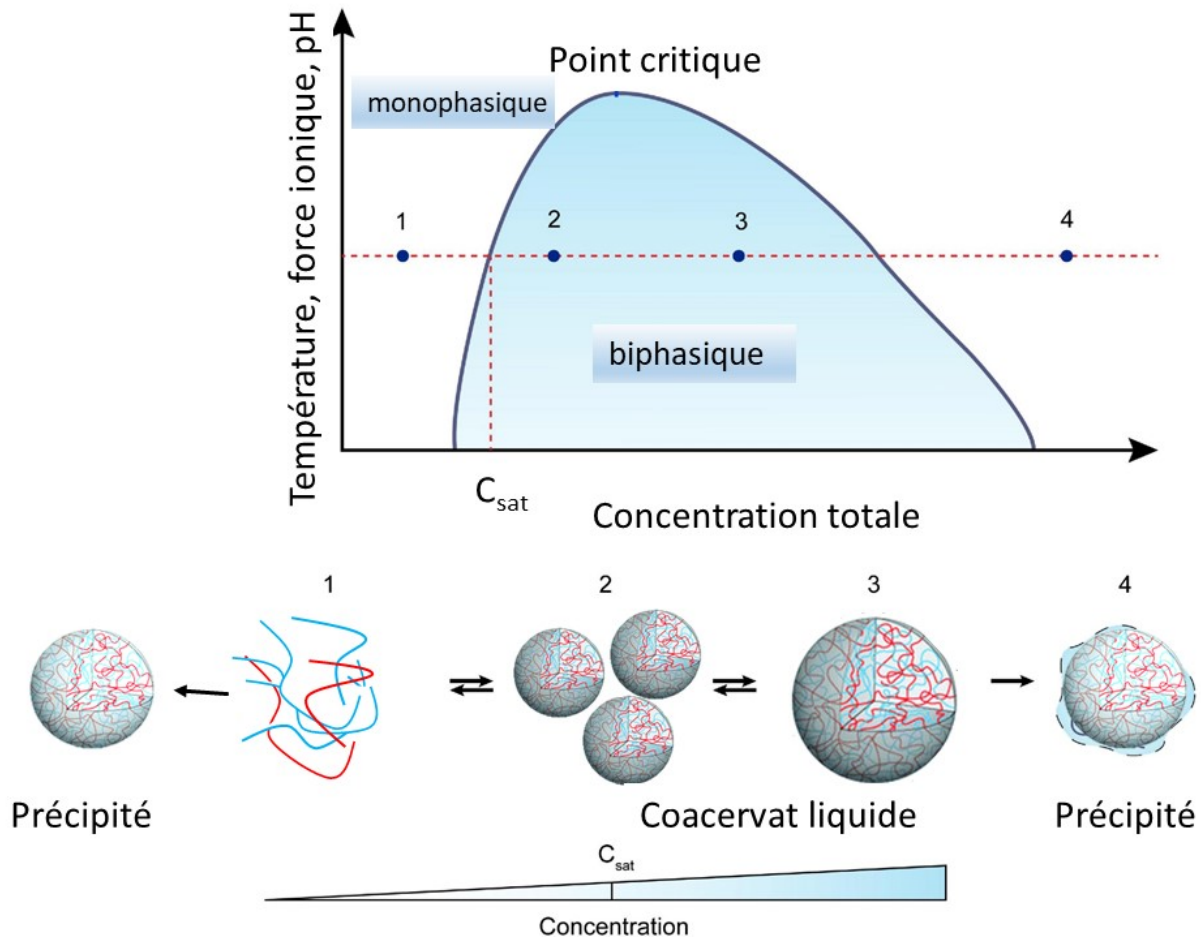 Température, force ionique, pH
Point critique
monophasique
1
2
3
4
biphasique
Csat
Concentration totale
1
2
3
4
Précipité
Coacervat liquide
Précipité
Csat
Concentration